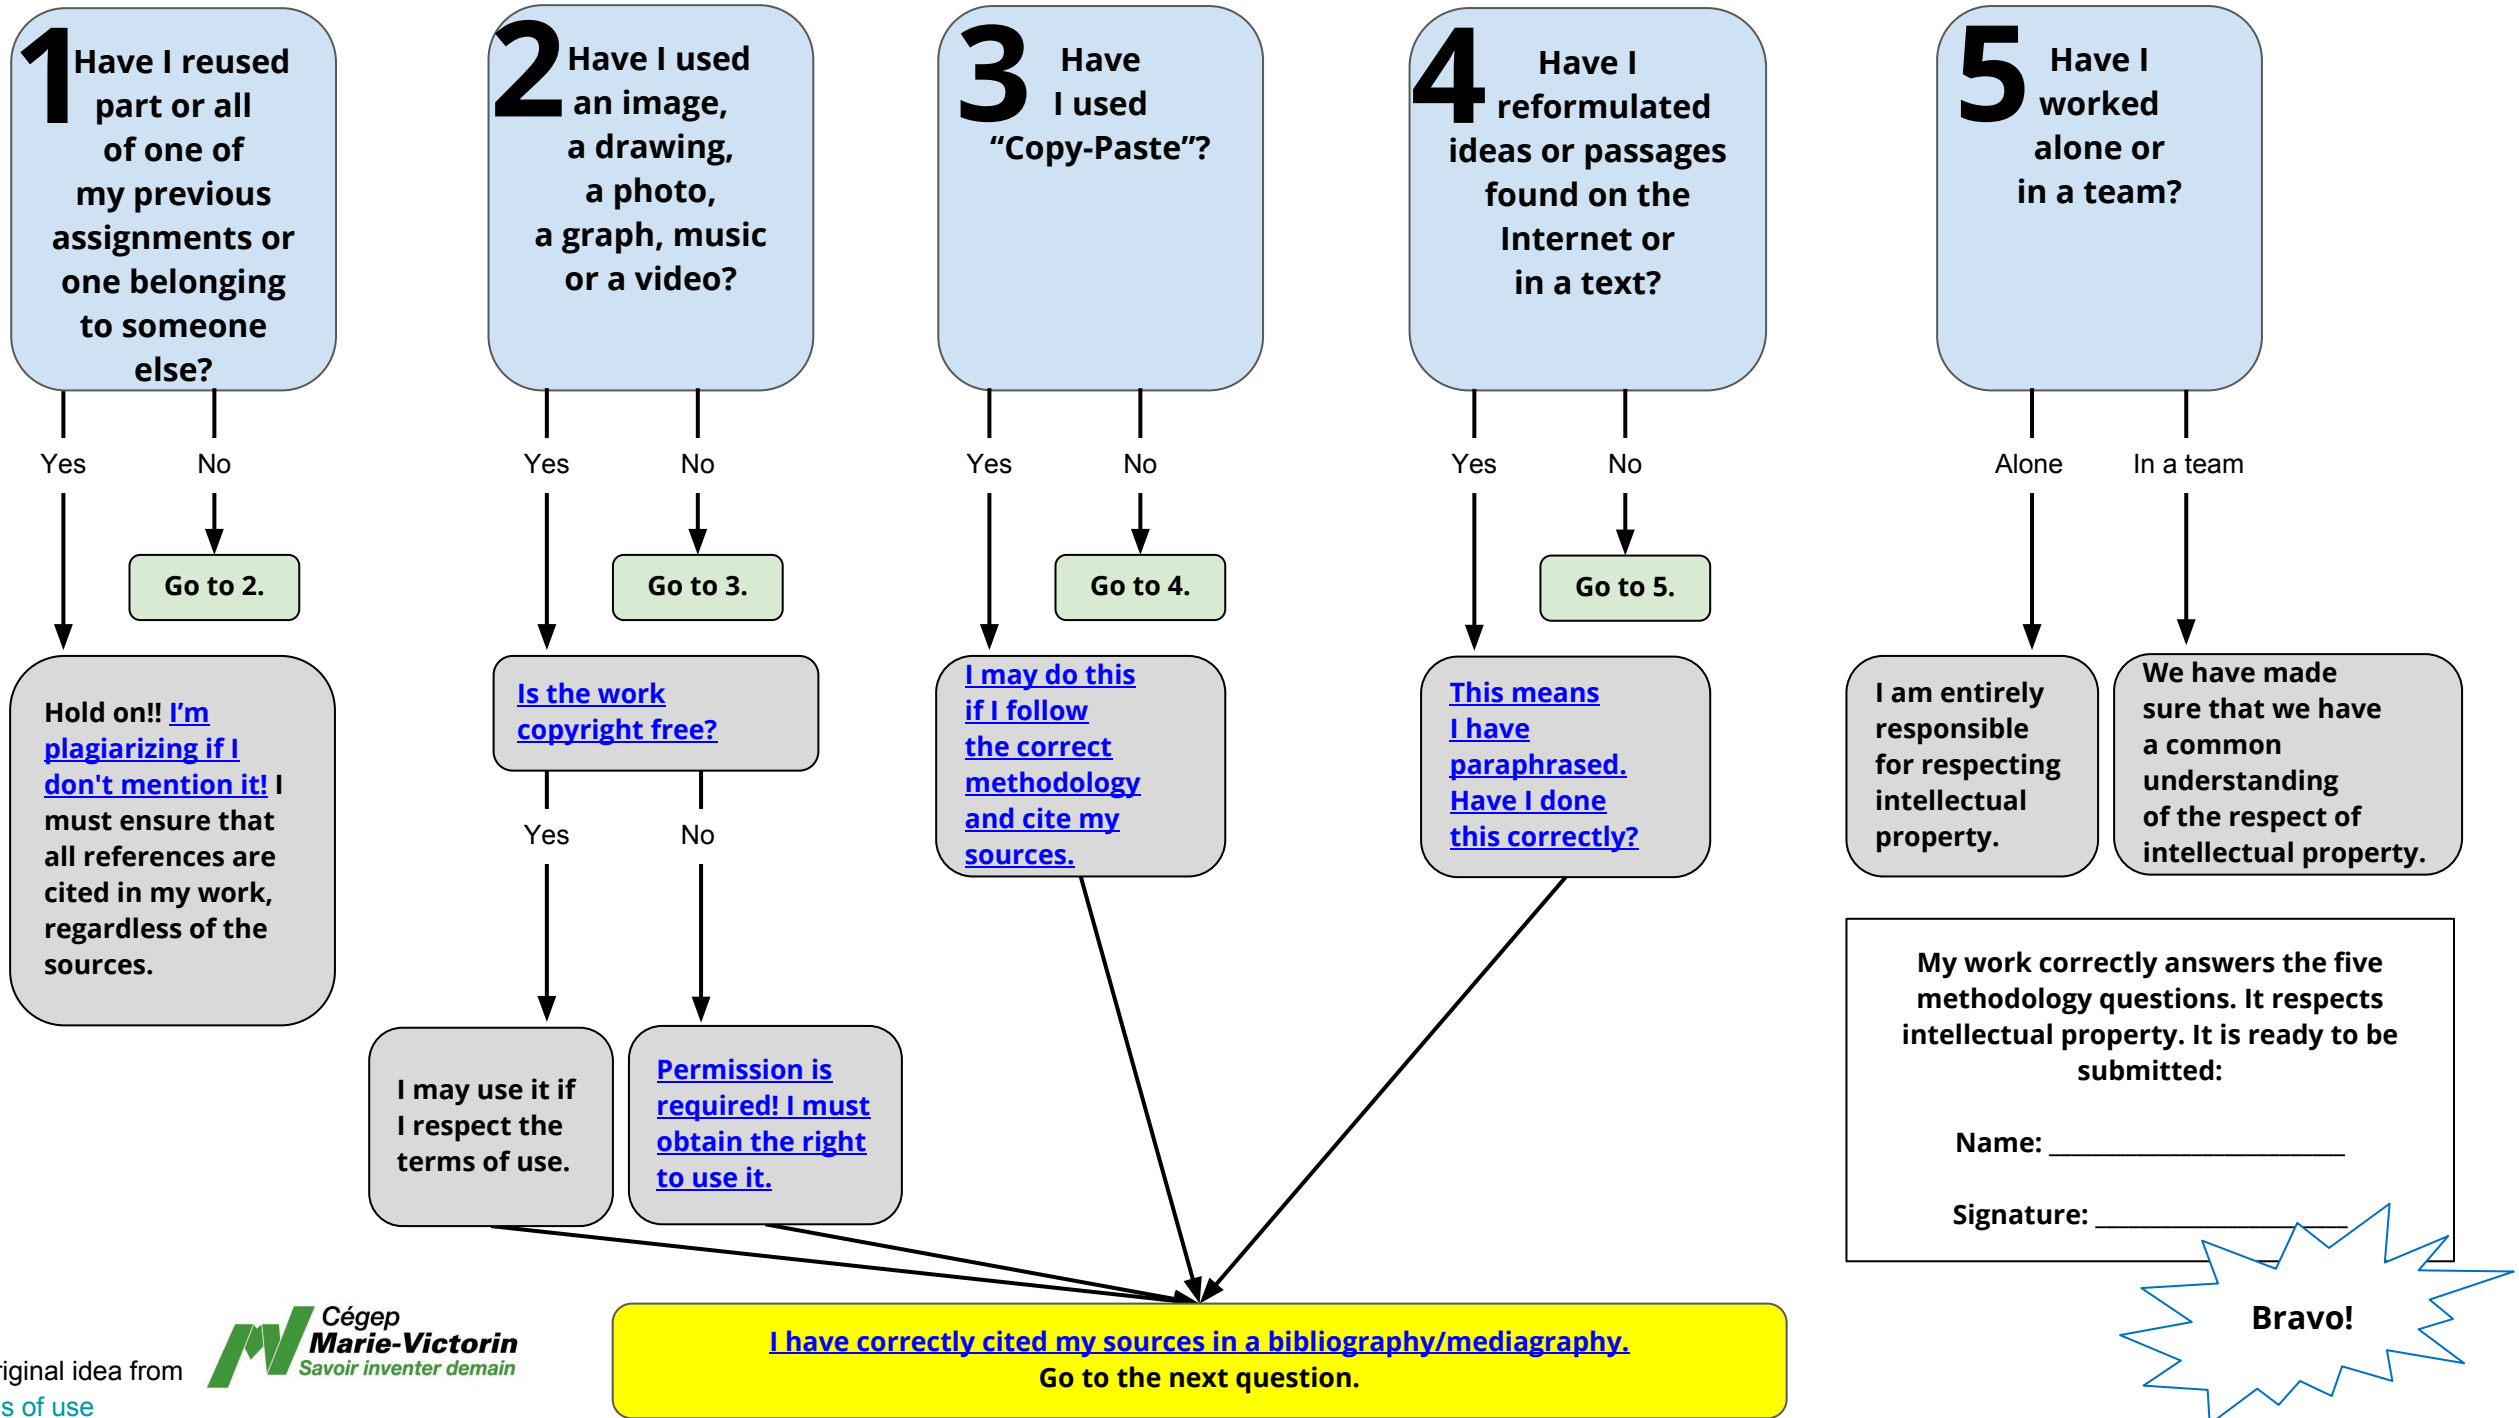 1
Have I reused
part or all
of one of
my previous
assignments or
one belonging
to someone
else?
Yes
No
Go to 2.
Hold on!! I'm
plagiarizing if I
don't mention it! I
must ensure that
all references are
cited in my work,
regardless of the
sources.
2
Have I used
an image,
a drawing,
a photo,
a graph, music
or a video?
Yes
No
Go to 3.
Is the work
copyright free?
Yes
No
I may use it if
I respect the
terms of use.
Permission is
required! I must
obtain the right
to use it.
3
Have
I used
“Copy-Paste”?
Yes
No
Go to 4.
I may do this
if I follow
the correct
methodology
and cite my
sources.
4
Have I
reformulated
ideas or passages
found on the
Internet or
in a text?
Yes
No
Go to 5.
This means
I have
paraphrased.
Have I done
this correctly?
5
Have I
worked
alone or
in a team?
Alone
In a team
I am entirely
responsible
for respecting
intellectual
property.
We have made
sure that we have
a common
understanding
of the respect of
intellectual property.
My work correctly answers the five
methodology questions. It respects
intellectual property. It is ready to be
submitted:
Name: ________________________
Signature: ____________________
Bravo!
I have correctly cited my sources in a bibliography/mediagraphy.
Go to the next question.
idea from
of use
Cégep
Marie-Victorin
Savoir inventer demain